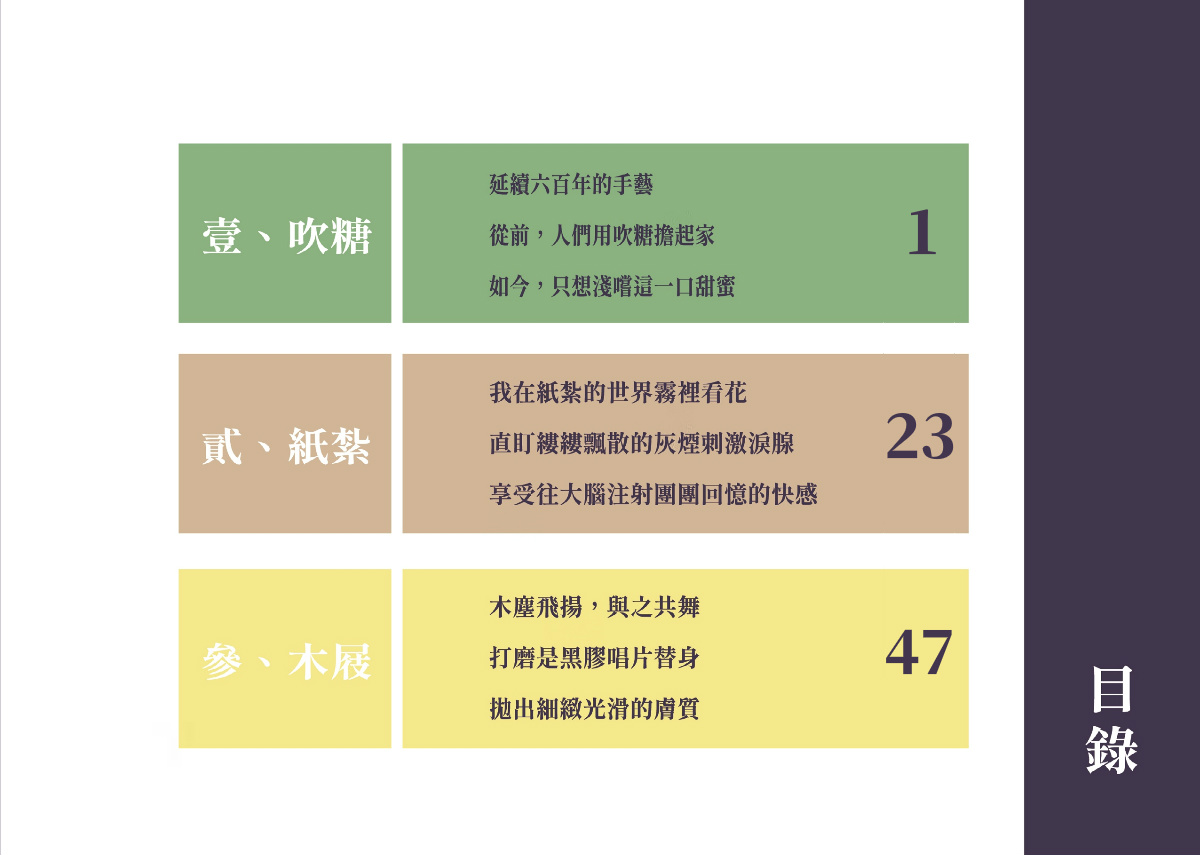 目錄
壹、吹糖
延續六百年的手藝
從前，人們用吹糖擔起家
如今，只想淺嚐這一口甜蜜
1
貳、紙紮
我在紙紮的世界霧裡看花
直盯縷縷飄散的灰煙刺激淚腺
享受往大腦注射團團回憶的快感
23
參、木屐
木塵飛揚，與之共舞
打磨是黑膠唱片替身
拋出細緻光滑的膚質
47